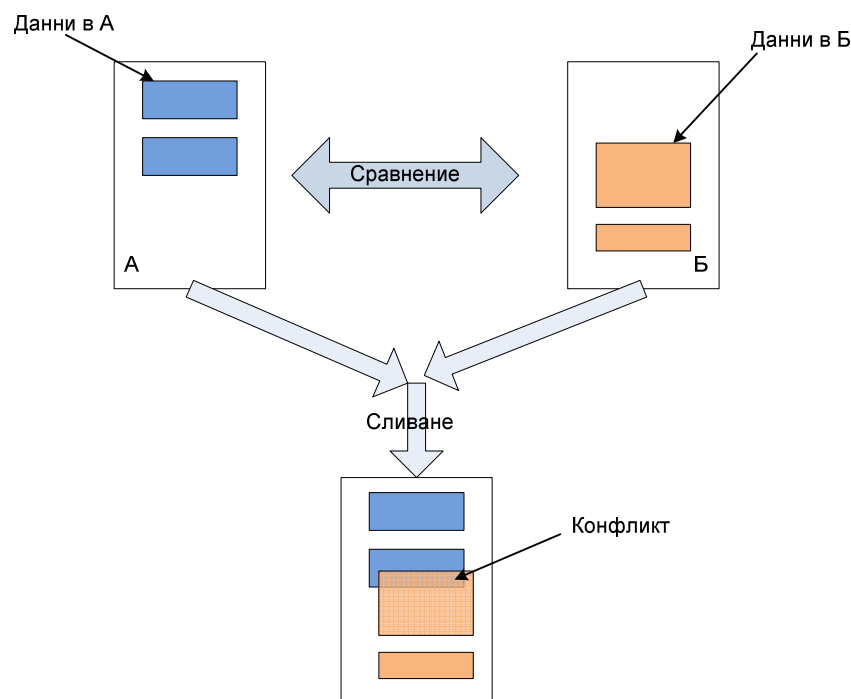 Данни в А
Данни в Б
Сравнение
А
Б
Сливане
Конфликт